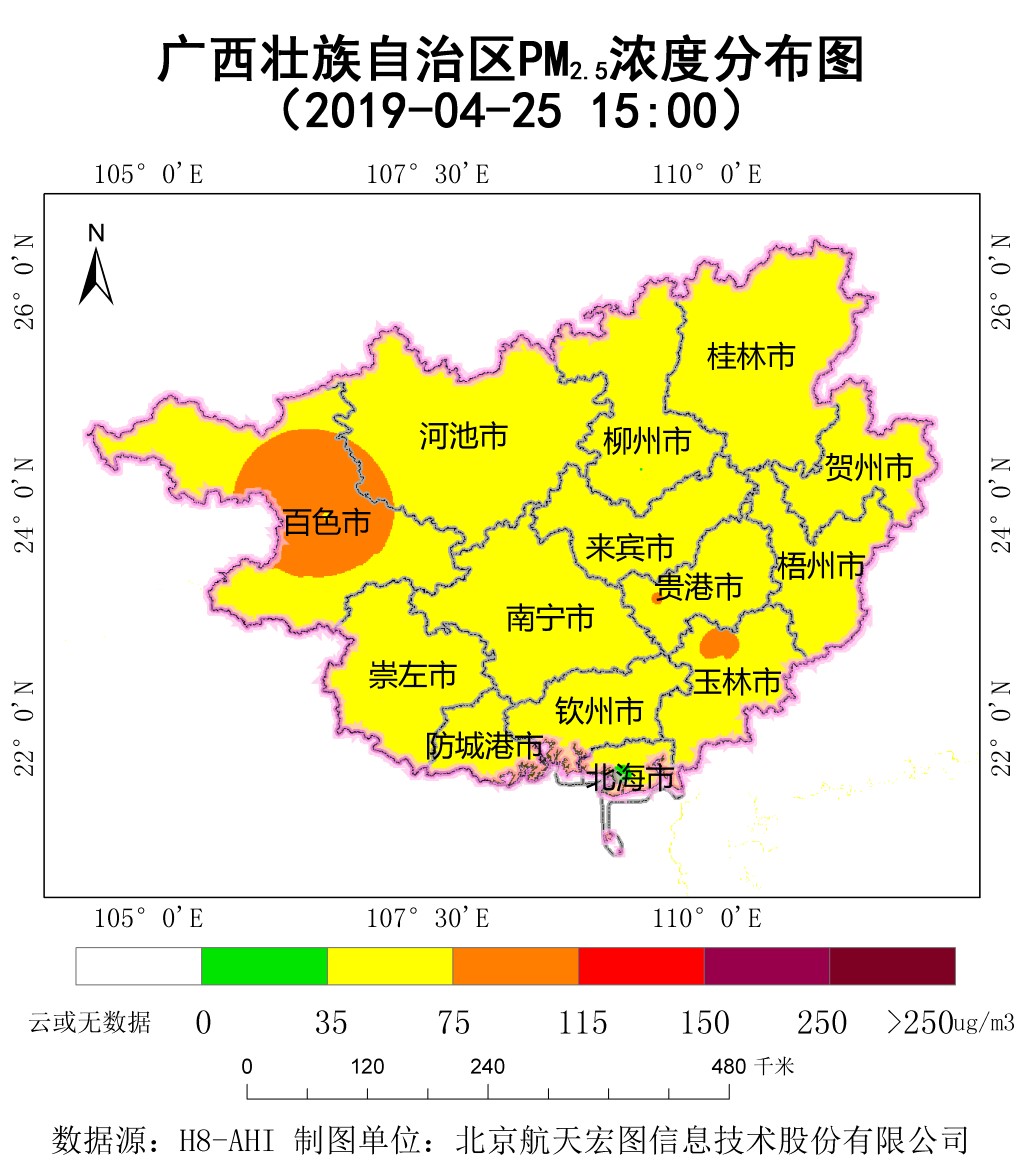 广西壮族自治区PM2.5浓度分布图
（2019-04-25 15:00）
105° 0′E 107° 30′E 110° 0′E
N
26° 0′N 26° 0′N
桂林市
河池市 柳州市
贺州市
24° 0′N 24° 0′N
百色市
来宾市
梧州市
贵港市
南宁市
崇左市 玉林市
钦州市
22° 0′N 22° 0′N
防城港市
北海市
105° 0′E 107° 30′E 110° 0′E
云或无数据 0 35 75 115 150 250 >250ug/m3
0 120 240 480 千米
数据源：H8-AHI 制图单位：北京航天宏图信息技术股份有限公司